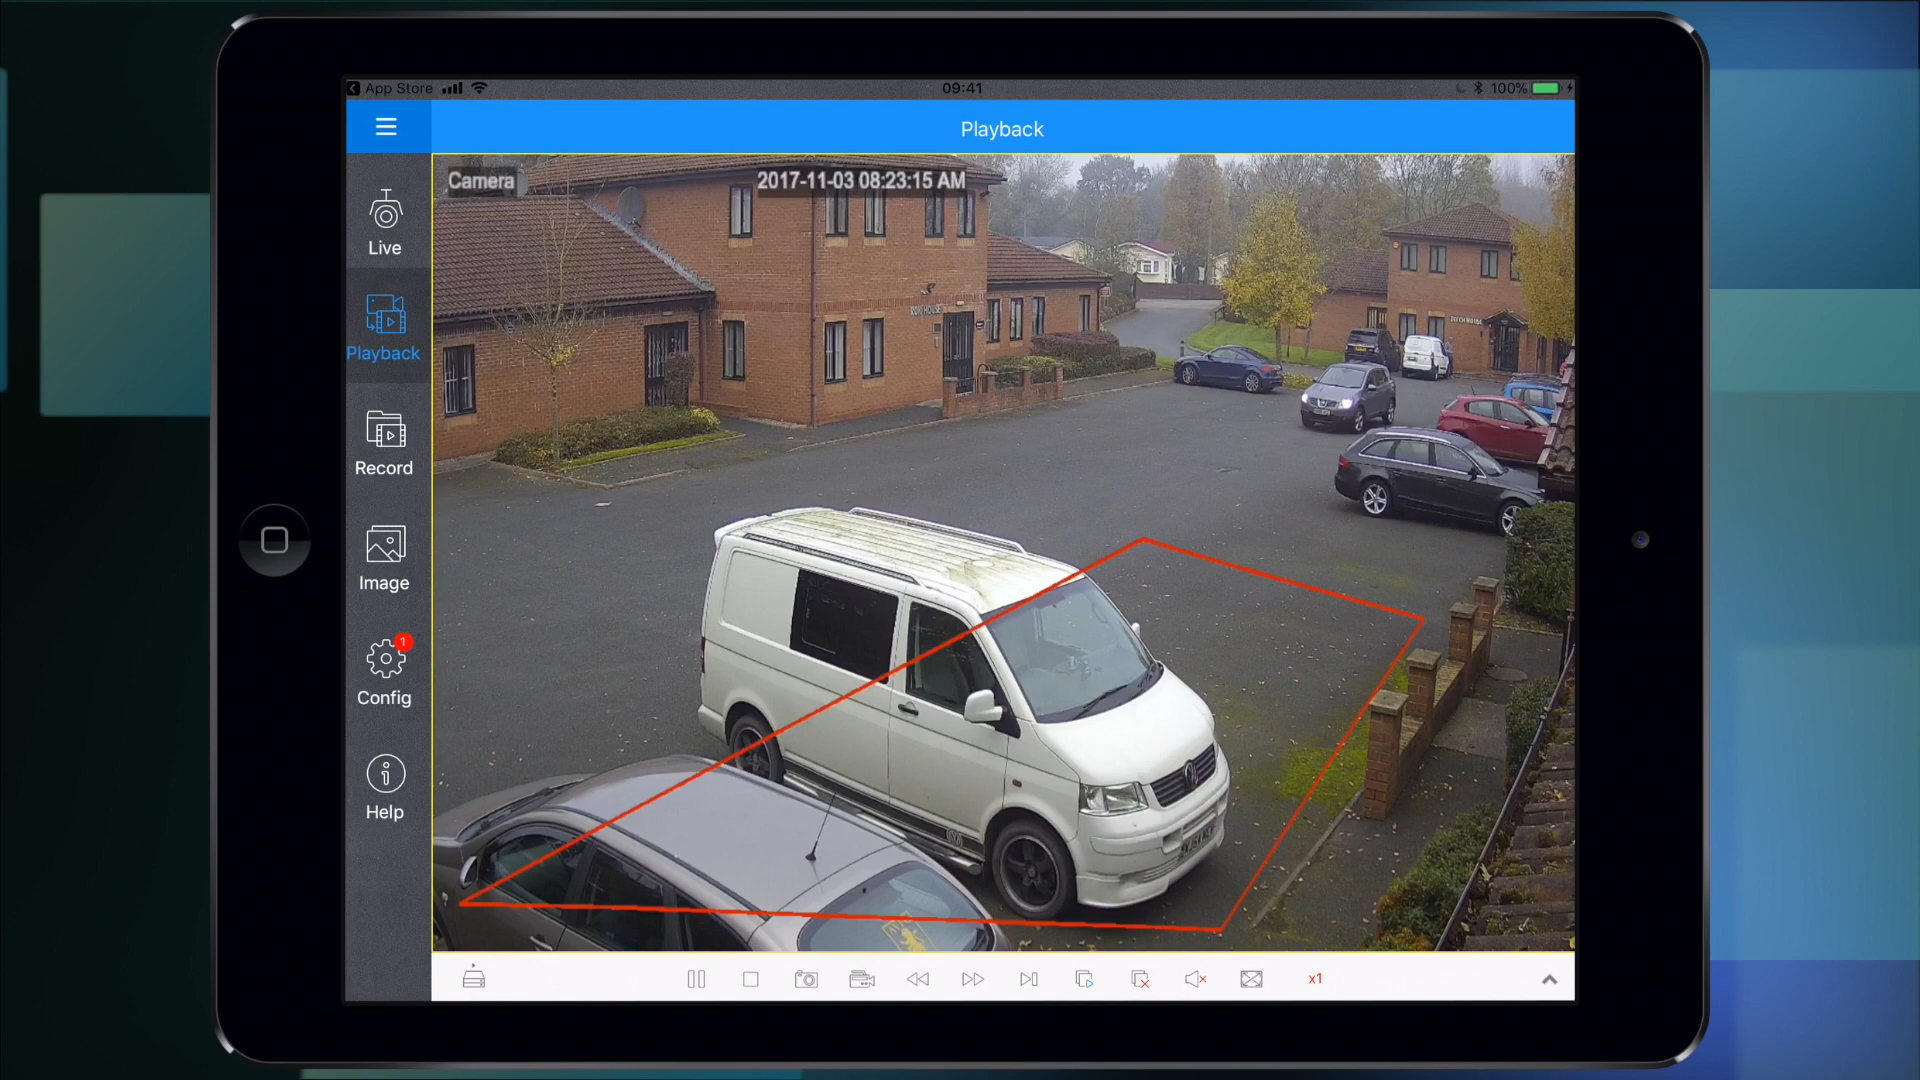 App Store
09:41
100%
Playback
Camera
2017-11-03 08:23:15 AM
Live
Playback
Record
Image
1
Config
Help
x1